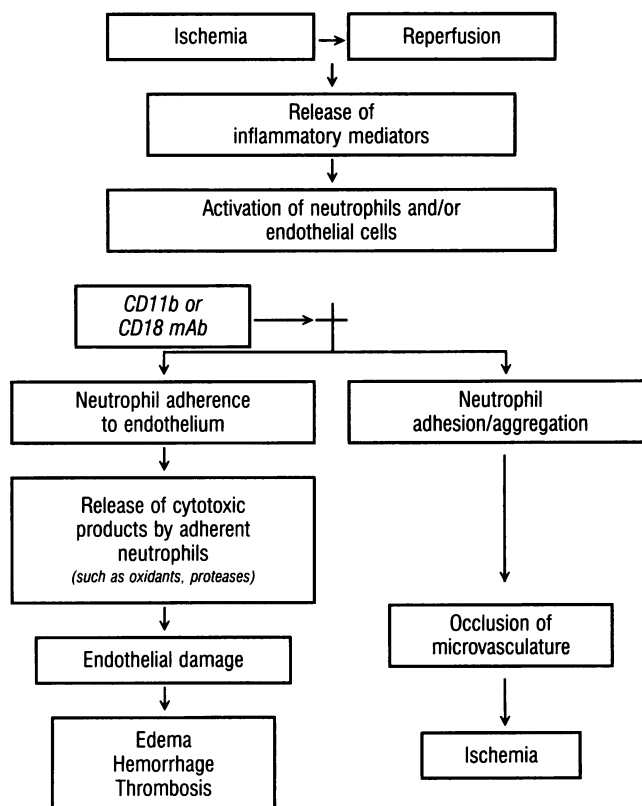 Ischemia
Reperfusion
Release of
inflammatory mediators
Activation of neutrophils and/or
endothelial cells
CD11b or
CD18 mAb
Neutrophil adherence
to endothelium
Neutrophil
adhesion/aggregation
Release of cytotoxic
products by adherent
neutrophils
(such as oxidants, proteases)
Occlusion of
microvasculature
Endothelial damage
Ischemia
Edema
Hemorrhage
Thrombosis